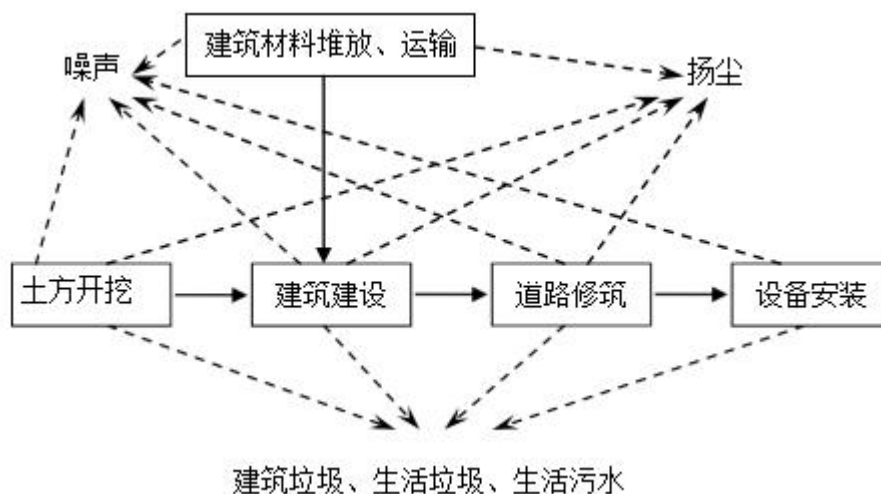 建筑材料堆放、运输
噪声
扬尘
土方开挖
建筑建设
道路修筑
设备安装
建筑垃圾、生活垃圾、生活污水